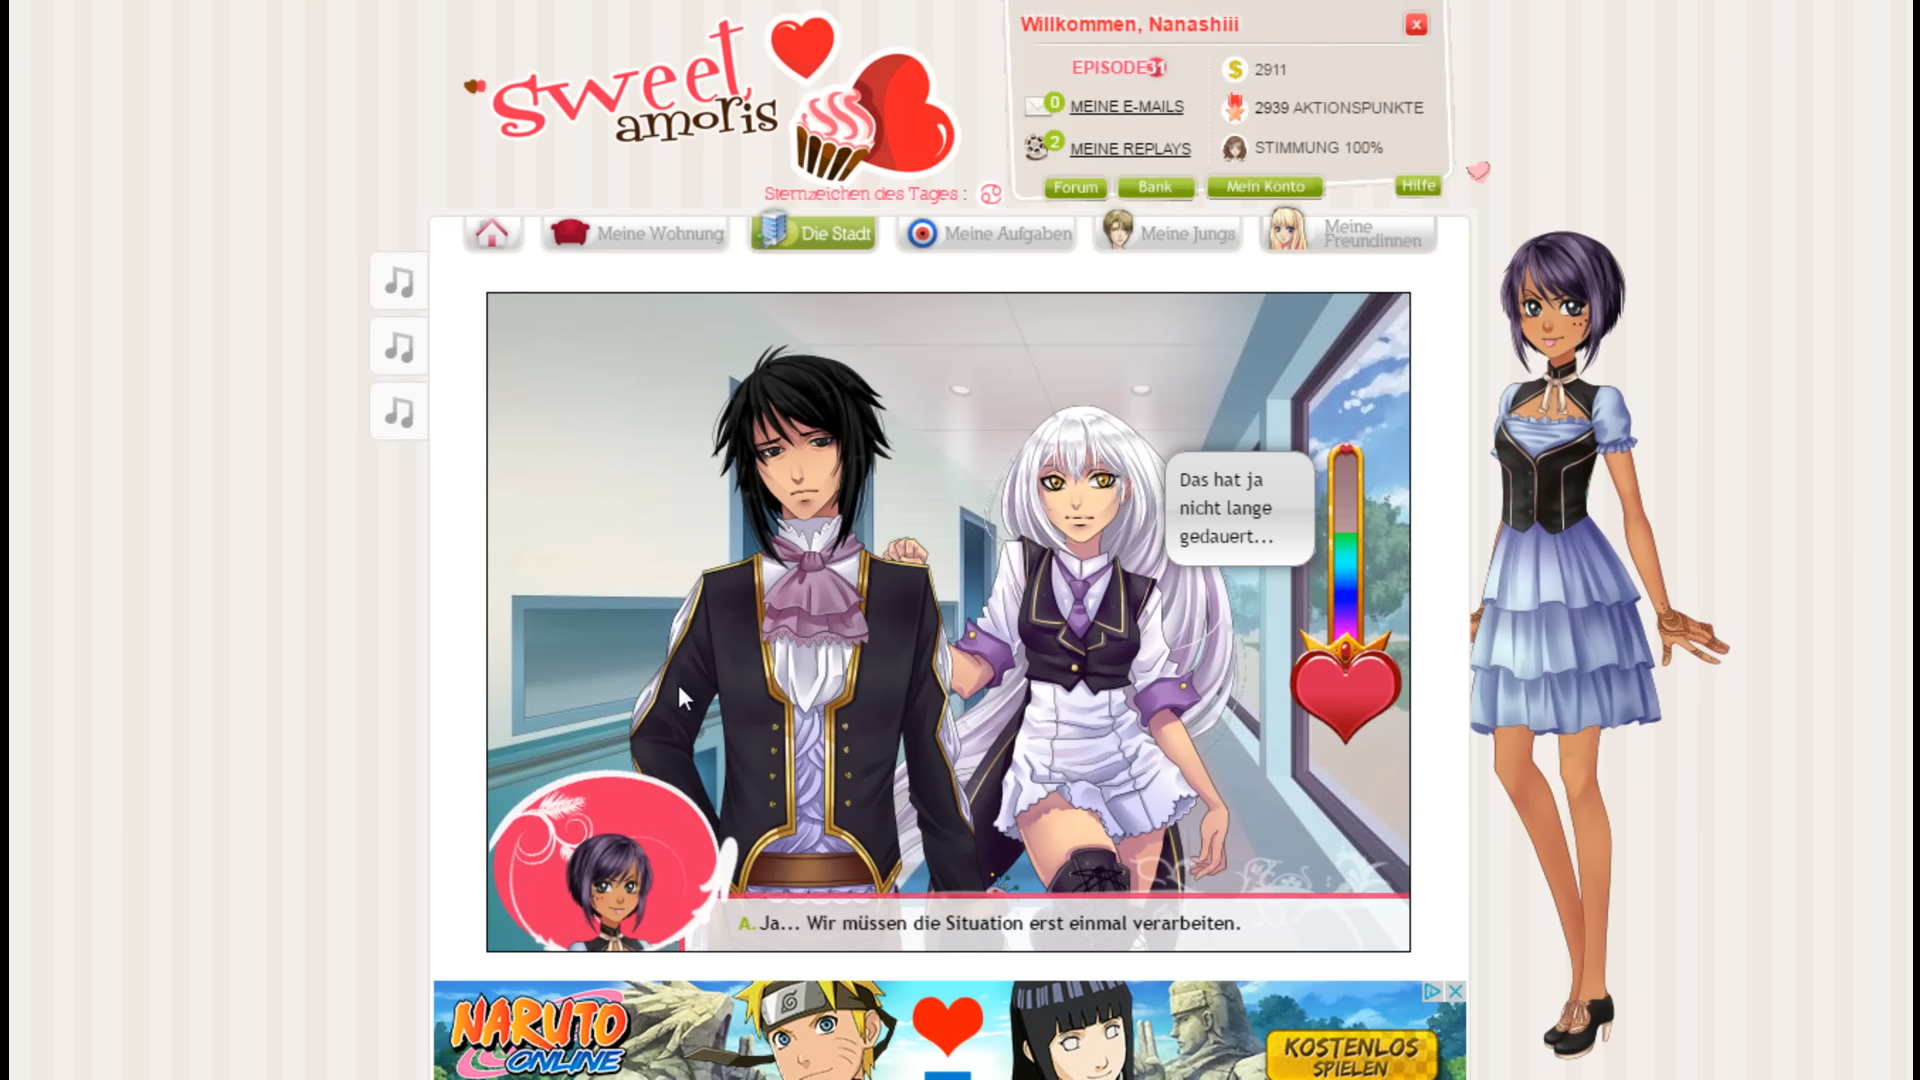 sweet
amoris
Sternzeichen des Tages :
Willkommen, Nanashiii
x
EPISODE 31
2911
0 MEINE E-MAILS
2939 AKTIONSPUNKTE
2 MEINE REPLAYS
STIMMUNG 100%
Forum
Bank
Mein Konto
Hilfe
Meine Wohnung
Die Stadt
Meine Aufgaben
Meine Jungs
Meine
Freundinnen
Das hat ja
nicht lange
gedauert...
A. Ja... Wir müssen die Situation erst einmal verarbeiten.
NARUTO
ONLINE
KOSTENLOS
SPIELEN